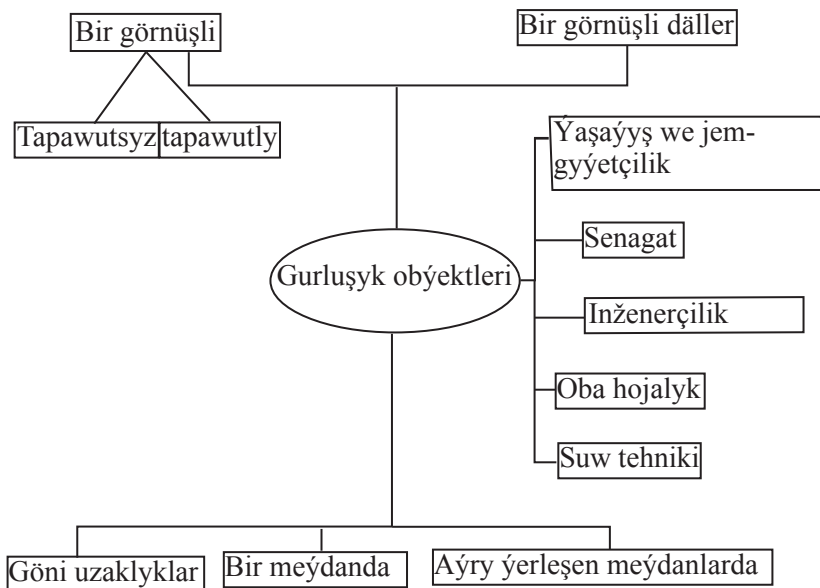 Bir görnüşli
Bir görnüşli däller
Tapawutsyz tapawutly
Ýaşaýyş we jem-
gyýetçilik
Senagat
Gurluşyk obýektleri
Inženerçilik
Oba hojalyk
Suw tehniki
Göni uzaklyklar
Bir meýdanda
Aýry ýerleşen meýdanlarda